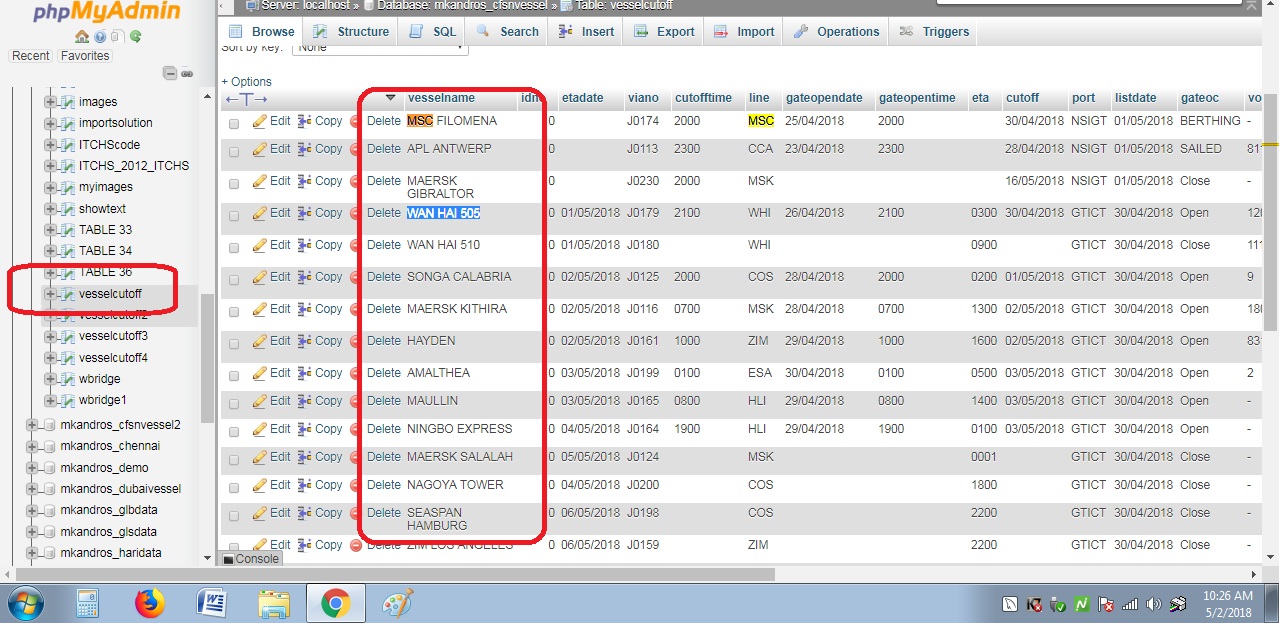 phpMyAdmin
Server: localhost » Database: mkandros_cfsnvessel » Table: vesselcutoff
Browse Structure SQL Search Insert Export Import Operations Triggers
Recent Favorites
Sort by key: None
+ Options
images
importsolution
ITCHScode
ITCHS_2012_ITCHS
myimages
showtext
TABLE 33
TABLE 34
TABLE 36
vesselcutoff
vesselcutoff2
vesselcutoff3
vesselcutoff4
wbridge
wbridge1
mkandros_cfsnvessel2
mkandros_chennai
mkandros_demo
mkandros_dubaivessel
mkandros_glbdata
mkandros_glsdata
mkandros_haridata
←T→ vesselname etadate viano cutofftime line gateopendate gateopentime eta cutoff port listdate gateoc
Edit Copy Delete MSC FILOMENA 0 J0174 2000 MSC 25/04/2018 2000 30/04/2018 NSIGT 01/05/2018 BERTHING -
Edit Copy Delete APL ANTWERP 0 J0113 2300 CCA 23/04/2018 2300 28/04/2018 NSIGT 01/05/2018 SAILED 81
Edit Copy Delete MAERSK 0 J0230 2000 MSK 16/05/2018 NSIGT 01/05/2018 Close -
GIBRALTOR
Edit Copy Delete WAN HAI 505 0 01/05/2018 J0179 2100 WHI 26/04/2018 2100 0300 30/04/2018 GTICT 30/04/2018 Open
Edit Copy Delete WAN HAI 510 0 01/05/2018 J0180 WHI 0900 GTICT 30/04/2018 Close
Edit Copy Delete SONGA CALABRIA 0 02/05/2018 J0125 2000 COS 28/04/2018 2000 0200 01/05/2018 GTICT 30/04/2018 Open 9
Edit Copy Delete MAERSK KITHIRA 0 02/05/2018 J0116 0700 MSK 28/04/2018 0700 1300 02/05/2018 GTICT 30/04/2018 Open
Edit Copy Delete HAYDEN 0 02/05/2018 J0161 1000 ZIM 29/04/2018 1000 1600 02/05/2018 GTICT 30/04/2018 Open 83
Edit Copy Delete AMALTHEA 0 03/05/2018 J0199 0100 ESA 30/04/2018 0100 0500 03/05/2018 GTICT 30/04/2018 Open 2
Edit Copy Delete MAULLIN 0 03/05/2018 J0165 0800 HLI 29/04/2018 0800 1400 03/05/2018 GTICT 30/04/2018 Open -
Edit Copy Delete NINGBO EXPRESS 0 04/05/2018 J0164 1900 HLI 29/04/2018 1900 0100 03/05/2018 GTICT 30/04/2018 Open -
Edit Copy Delete MAERSK SALALAH 0 05/05/2018 J0124 MSK 0001 GTICT 30/04/2018 Close -
Edit Copy Delete NAGOYA TOWER 0 04/05/2018 J0200 COS 1800 GTICT 30/04/2018 Close -
Edit Copy Delete SEASPAN 0 06/05/2018 J0198 COS 2200 GTICT 30/04/2018 Close -
HAMBURG
Edit Copy Delete ZIM LOS ANGELES 0 06/05/2018 J0159 ZIM 2200 GTICT 30/04/2018 Close -
Console
10:26 AM
5/2/2018